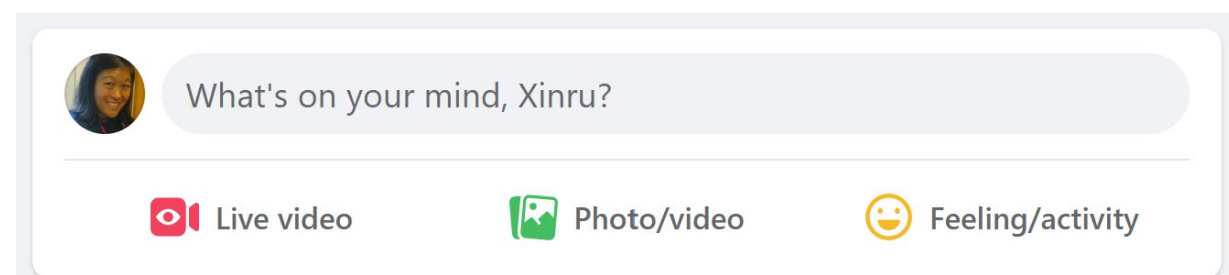 What's on your mind, Xinru?
Live video
Photo/video
Feeling/activity